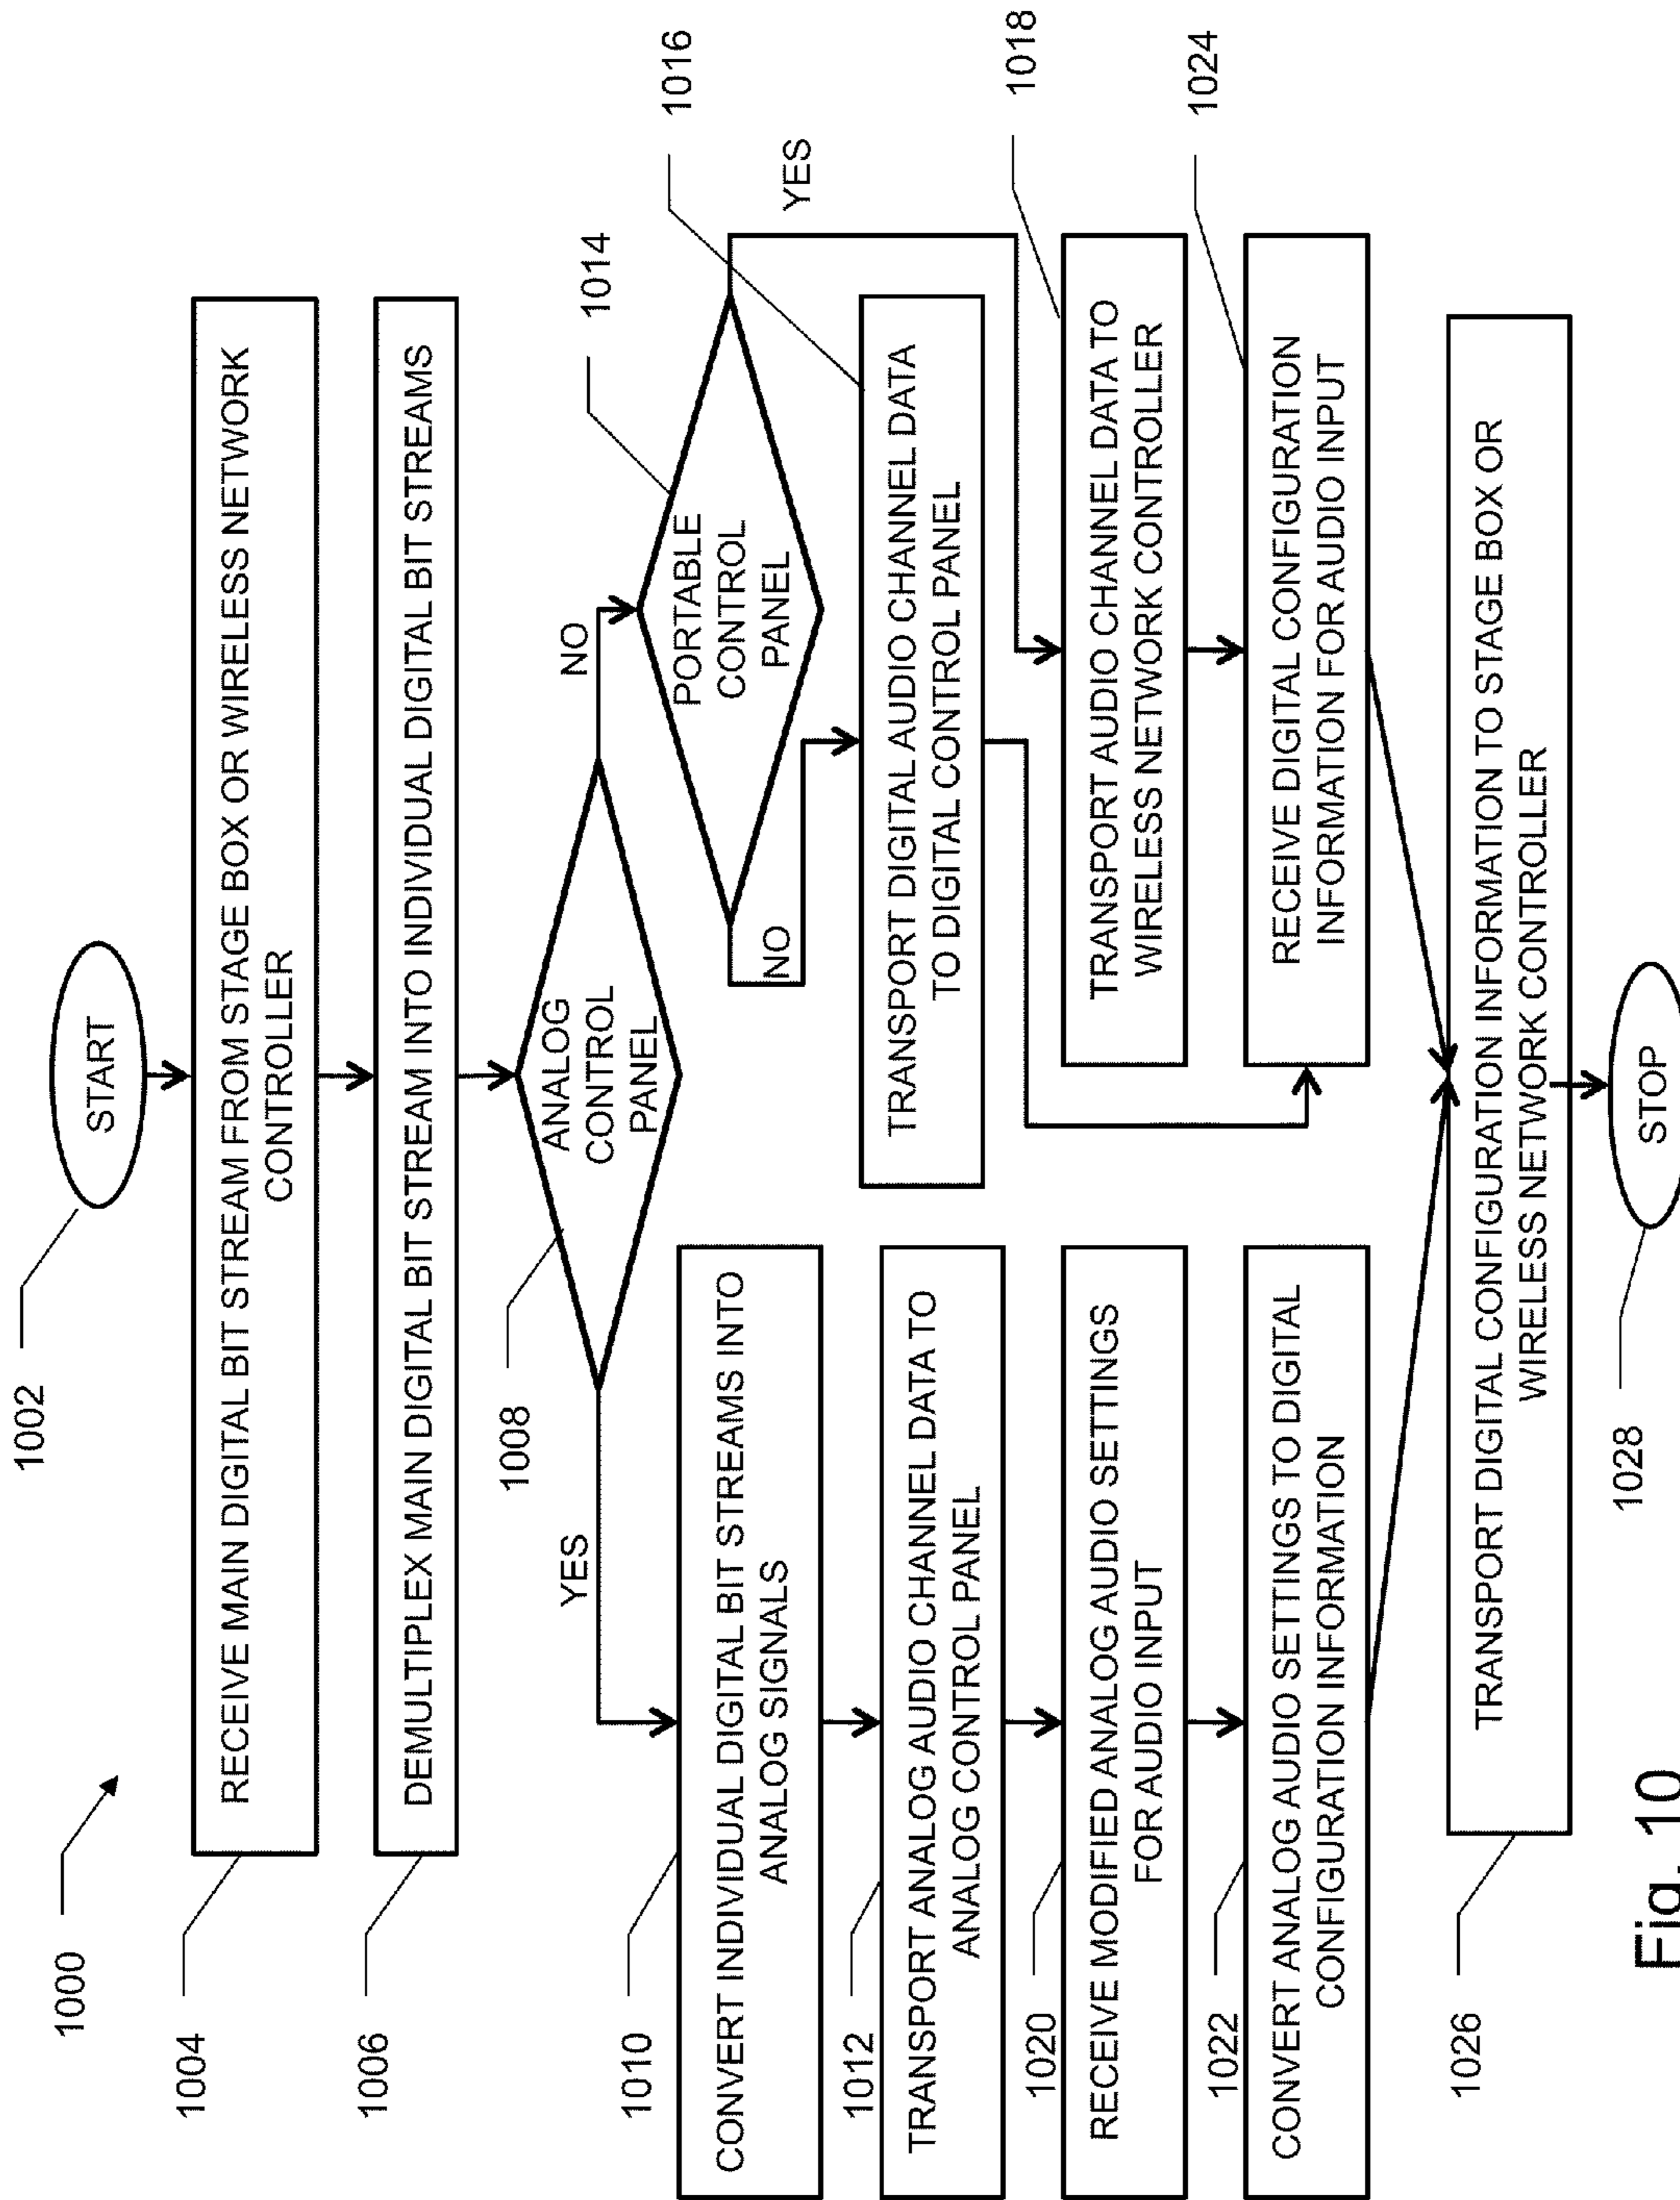 1000
1002
START
1004
RECEIVE MAIN DIGITAL BIT STREAM FROM STAGE BOX OR WIRELESS NETWORK
CONTROLLER
1006
DEMULTIPLEX MAIN DIGITAL BIT STREAM INTO INDIVIDUAL DIGITAL BIT STREAMS
1008
ANALOG
CONTROL
PANEL
YES
NO
1010
CONVERT INDIVIDUAL DIGITAL BIT STREAMS INTO
ANALOG SIGNALS
1012
TRANSPORT ANALOG AUDIO CHANNEL DATA TO
ANALOG CONTROL PANEL
1020
RECEIVE MODIFIED ANALOG AUDIO SETTINGS
FOR AUDIO INPUT
1022
CONVERT ANALOG AUDIO SETTINGS TO DIGITAL
CONFIGURATION INFORMATION
1014
PORTABLE
CONTROL
PANEL
NO
YES
1016
TRANSPORT DIGITAL AUDIO CHANNEL DATA
TO DIGITAL CONTROL PANEL
1018
TRANSPORT AUDIO CHANNEL DATA TO
WIRELESS NETWORK CONTROLLER
1024
RECEIVE DIGITAL CONFIGURATION
INFORMATION FOR AUDIO INPUT
1026
TRANSPORT DIGITAL CONFIGURATION INFORMATION TO STAGE BOX OR
WIRELESS NETWORK CONTROLLER
1028
STOP
Fig. 10